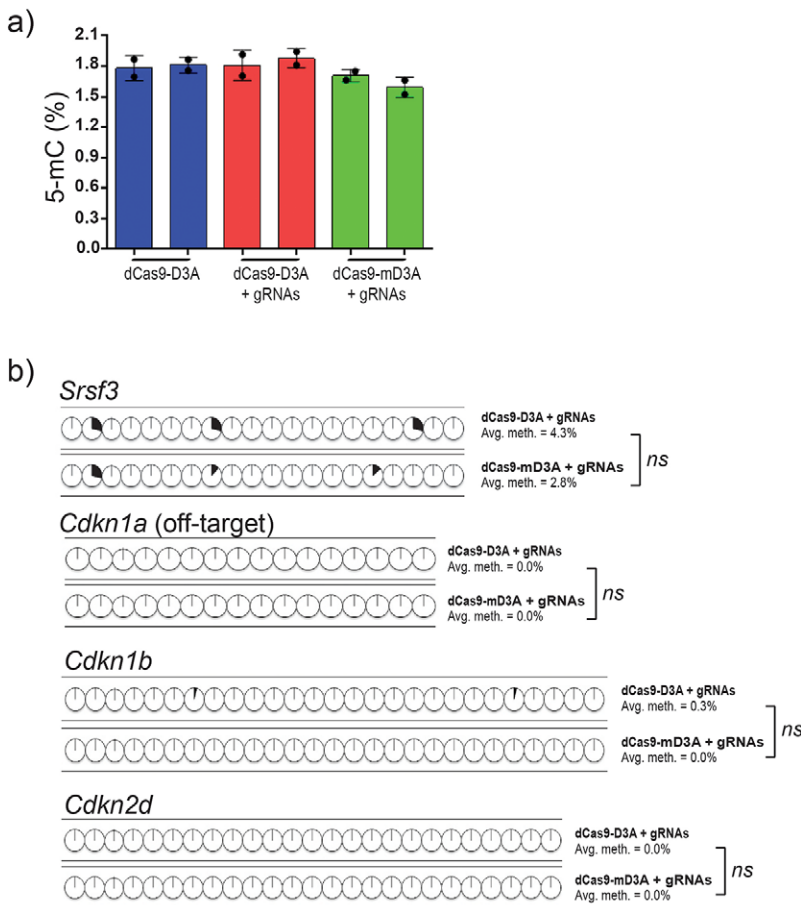 a)
2.1
1.8
1.5
1.2
0.9
0.6
0.3
0.0
5-mC (%)
dCas9-D3A
dCas9-D3A
+ gRNAs
dCas9-mD3A
+ gRNAs
b)
Srsf3
dCas9-D3A + gRNAs
Avg. meth. = 4.3%
dCas9-mD3A + gRNAs
Avg. meth. = 2.8%
ns
Cdkn1a (off-target)
dCas9-D3A + gRNAs
Avg. meth. = 0.0%
dCas9-mD3A + gRNAs
Avg. meth. = 0.0%
ns
Cdkn1b
dCas9-D3A + gRNAs
Avg. meth. = 0.3%
dCas9-mD3A + gRNAs
Avg. meth. = 0.0%
ns
Cdkn2d
dCas9-D3A + gRNAs
Avg. meth. = 0.0%
dCas9-mD3A + gRNAs
Avg. meth. = 0.0%
ns